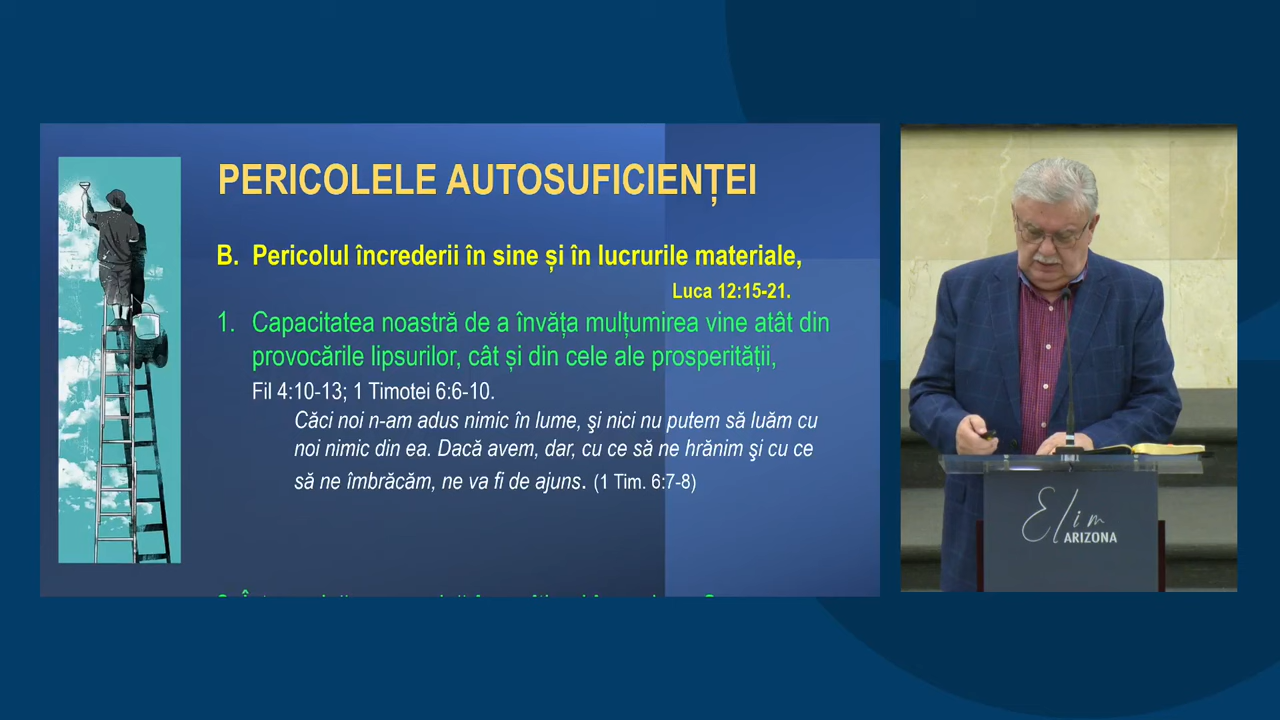 PERICOLELE AUTOSUFICIENȚEI
B. Pericolul încrederii în sine și în lucrurile materiale,
Luca 12:15-21.
1. Capacitatea noastră de a învăța mulțumirea vine atât din
provocările lipsurilor, cât și din cele ale prosperității,
Fil 4:10-13; 1 Timotei 6:6-10.
Căci noi n-am adus nimic în lume, şi nici nu putem să luăm cu
noi nimic din ea. Dacă avem, dar, cu ce să ne hrănim şi cu ce
să ne îmbrăcăm, ne va fi de ajuns. (1 Tim. 6:7-8)
Elim
ARIZONA